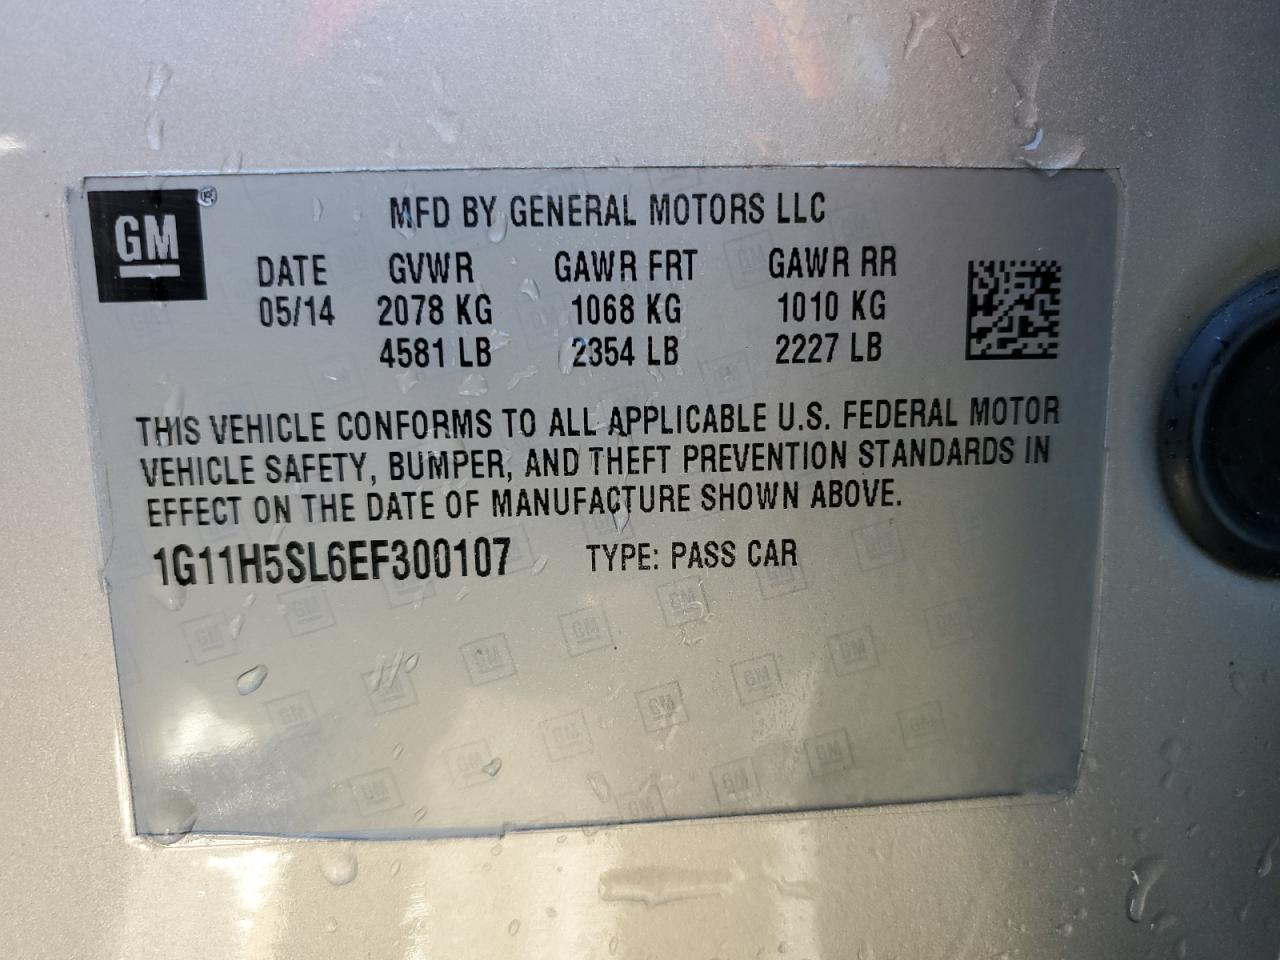 GM ®
MFD BY GENERAL MOTORS LLC
DATE GVWR GAWR FRT GAWR RR
05/14 2078 KG 1068 KG 1010 KG
4581 LB 2354 LB 2227 LB
THIS VEHICLE CONFORMS TO ALL APPLICABLE U.S. FEDERAL MOTOR
VEHICLE SAFETY, BUMPER, AND THEFT PREVENTION STANDARDS IN
EFFECT ON THE DATE OF MANUFACTURE SHOWN ABOVE.
1G11H5SL6EF300107 TYPE: PASS CAR